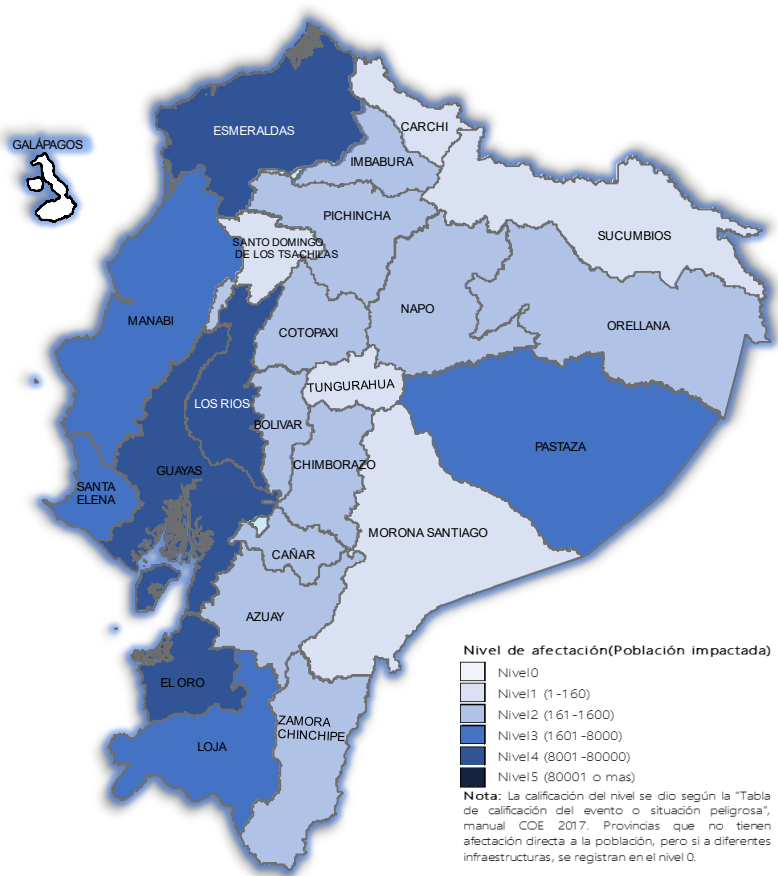 ESMERALDAS
CARCHI
GALÁPAGOS
IMBABURA
PICHINCHA
SUCUMBIOS
SANTO DOMINGO
DE LOS TSACHILAS
NAPO
MANABI
ORELLANA
COTOPAXI
TUNGURAHUA
LOS RIOS
BOLIVAR
PASTAZA
CHIMBORAZO
GUAYAS
SANTA
ELENA
MORONA SANTIAGO
CAÑAR
AZUAY
EL ORO
ZAMORA
CHINCHIPE
LOJA
Nivel de afectación(Población impactada)
Nivel0
Nivel1 (1-160)
Nivel2 (161-1600)
Nivel3 (1601-8000)
Nivel4 (8001-80000)
Nivel5 (80001 o mas)
Nota: La calificación del nivel se dio según la "Tabla
de calificación del evento o situación peligrosa",
manual COE 2017. Provincias que no tienen
afectación directa a la población, pero si a diferentes
infraestructuras, se registran en el nivel 0.